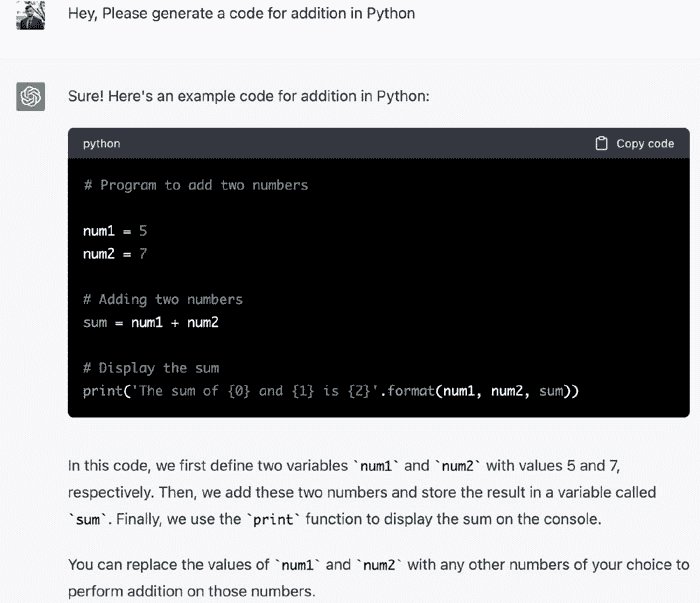 Hey, Please generate a code for addition in Python
Sure! Here's an example code for addition in Python:
python Copy code
# Program to add two numbers
num1 = 5
num2 = 7
# Adding two numbers
sum = num1 + num2
# Display the sum
print('The sum of {0} and {1} is {2}'.format(num1, num2, sum))
In this code, we first define two variables `num1` and `num2` with values 5 and 7,
respectively. Then, we add these two numbers and store the result in a variable called
`sum`. Finally, we use the `print` function to display the sum on the console.
You can replace the values of `num1` and `num2` with any other numbers of your choice to
perform addition on those numbers.